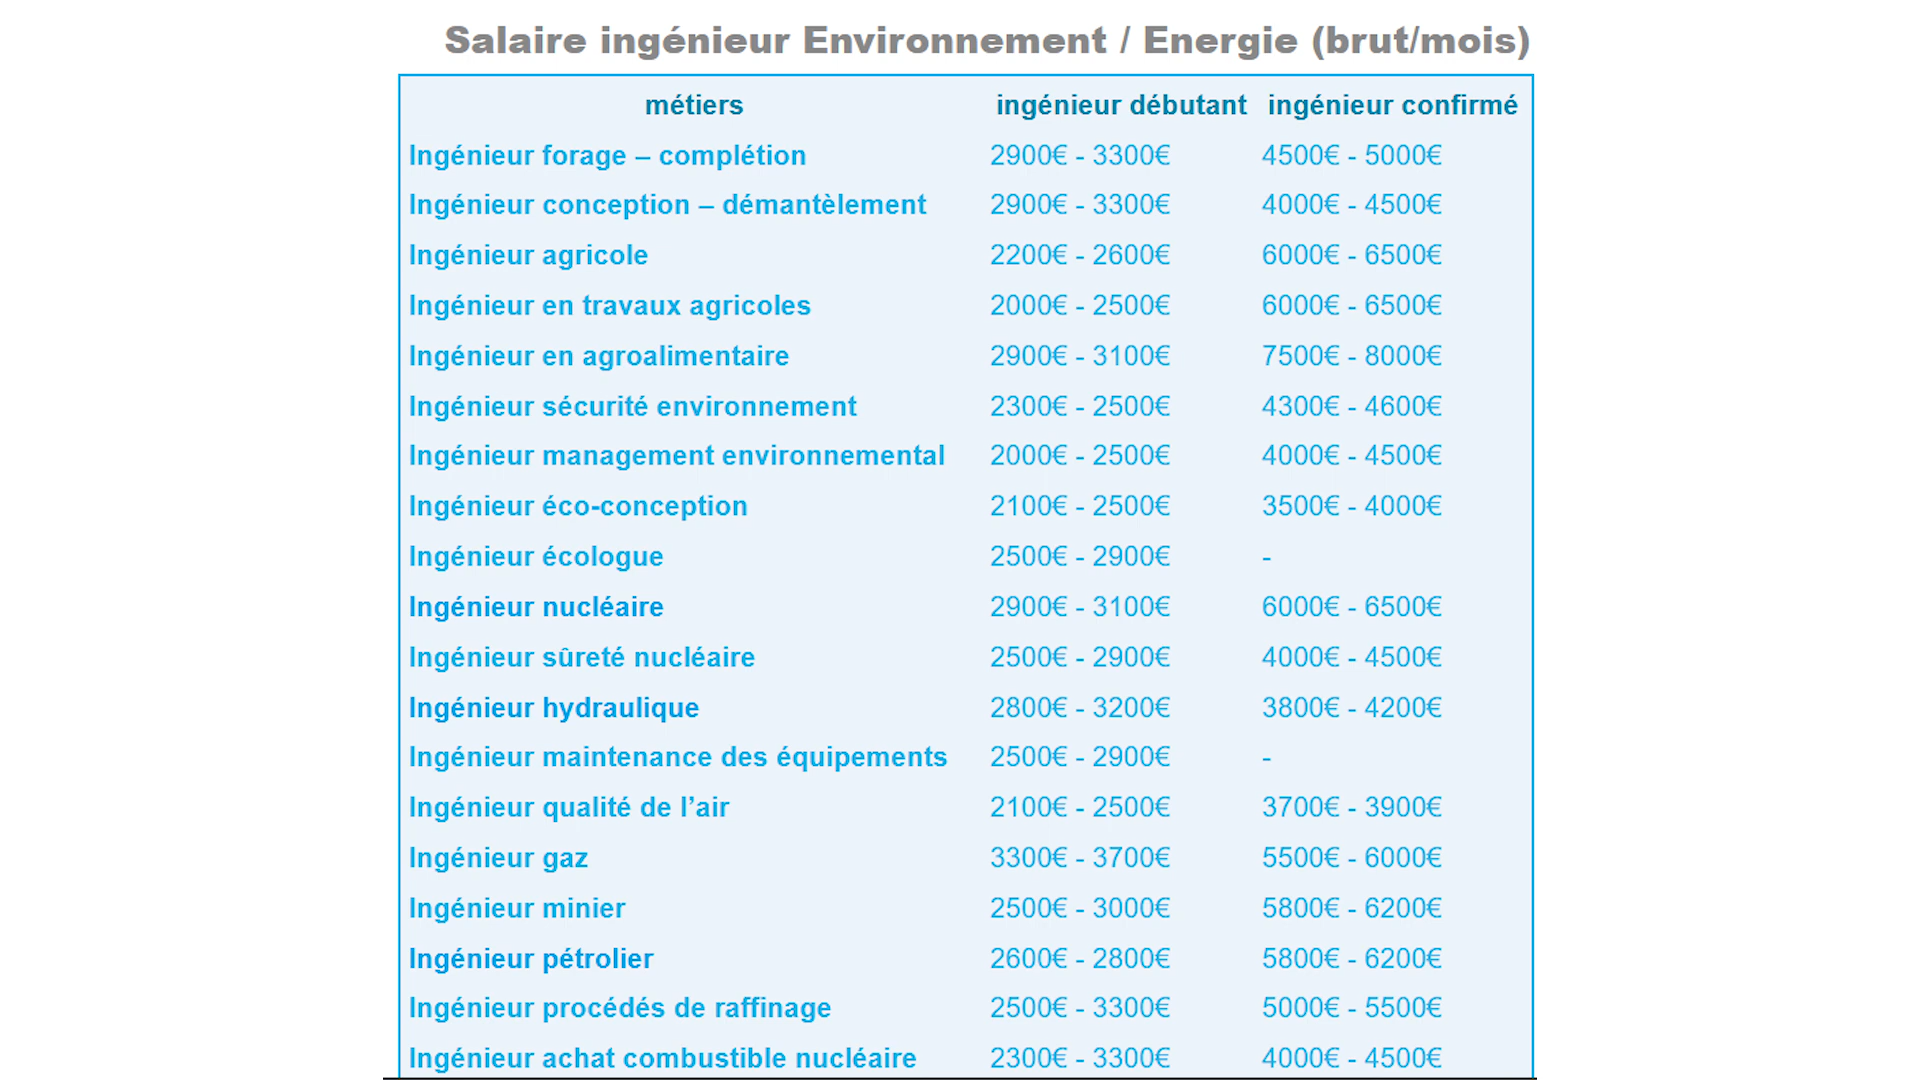 Salaire ingénieur Environnement / Energie (brut/mois)
métiers ingénieur débutant ingénieur confirmé
Ingénieur forage – complétion 2900€ - 3300€ 4500€ - 5000€
Ingénieur conception – démantèlement 2900€ - 3300€ 4000€ - 4500€
Ingénieur agricole 2200€ - 2600€ 6000€ - 6500€
Ingénieur en travaux agricoles 2000€ - 2500€ 6000€ - 6500€
Ingénieur en agroalimentaire 2900€ - 3100€ 7500€ - 8000€
Ingénieur sécurité environnement 2300€ - 2500€ 4300€ - 4600€
Ingénieur management environnemental 2000€ - 2500€ 4000€ - 4500€
Ingénieur éco-conception 2100€ - 2500€ 3500€ - 4000€
Ingénieur écologue 2500€ - 2900€ -
Ingénieur nucléaire 2900€ - 3100€ 6000€ - 6500€
Ingénieur sûreté nucléaire 2500€ - 2900€ 4000€ - 4500€
Ingénieur hydraulique 2800€ - 3200€ 3800€ - 4200€
Ingénieur maintenance des équipements 2500€ - 2900€ -
Ingénieur qualité de l’air 2100€ - 2500€ 3700€ - 3900€
Ingénieur gaz 3300€ - 3700€ 5500€ - 6000€
Ingénieur minier 2500€ - 3000€ 5800€ - 6200€
Ingénieur pétrolier 2600€ - 2800€ 5800€ - 6200€
Ingénieur procédés de raffinage 2500€ - 3300€ 5000€ - 5500€
Ingénieur achat combustible nucléaire 2300€ - 3300€ 4000€ - 4500€